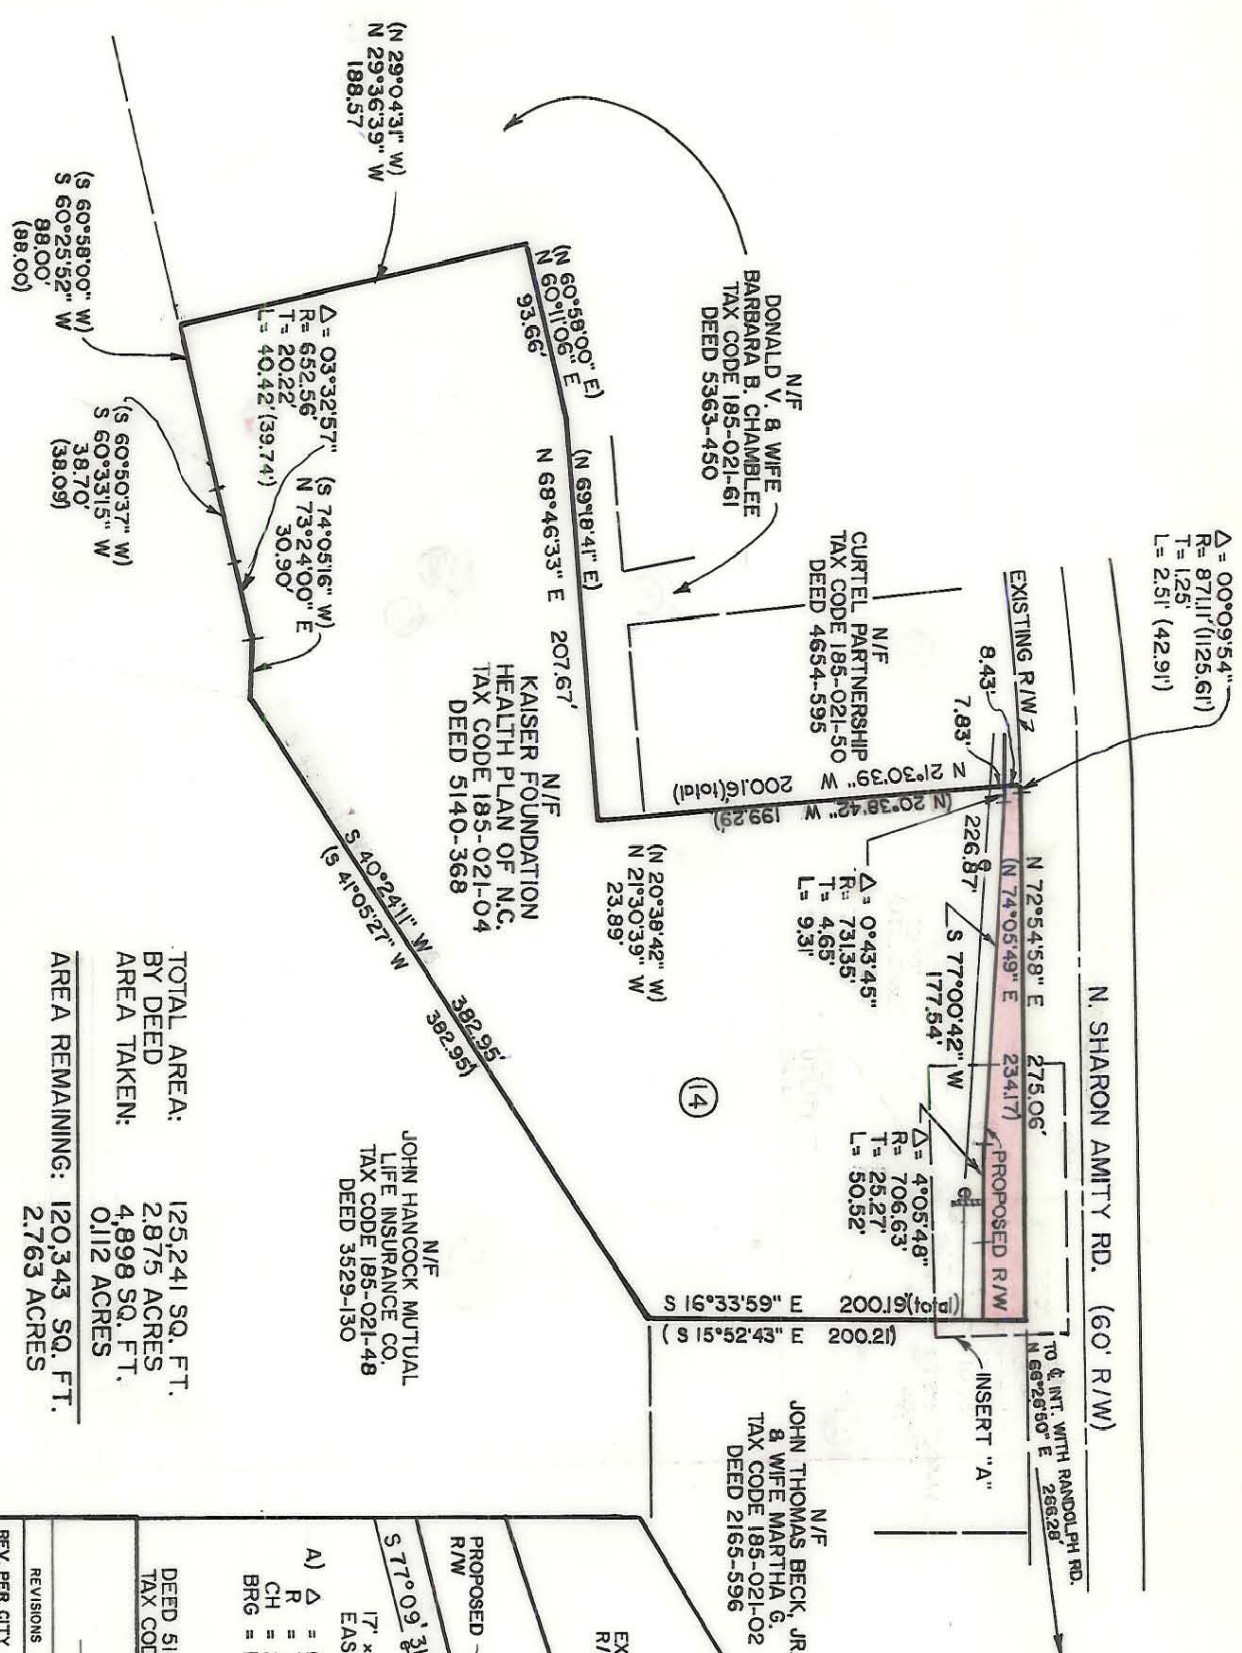 Δ = 00°09'54"
R= 871.11' (1125.61')
T= 1.25'
L= 2.51' (42.91')
N. SHARON AMITY RD. (60' R/W)
EXISTING R/W
8.43'
7.83'
N 72°54'58" E 275.06'
(N 74°05'49" E 234.17')
PROPOSED R/W
TO ₵ INT. WITH RANDOLPH RD.
N 66°26'50" E 266.28'
226.87'
e
S 77°00'42" W
177.54'
e
INSERT "A"
Δ = 0°43'45"
R= 731.35'
T= 4.65'
L= 9.31'
Δ = 4°05'48"
R= 706.63'
T= 25.27'
L= 50.52'
N/F
CURTEL PARTNERSHIP
TAX CODE 185-021-50
DEED 4654-595
N 21°30'39" W
200.16'(total)
(N 20°38'42" W 199.29')
(N 20°38'42" W)
N 21°30'39" W
23.89'
14
S 16°33'59" E 200.19'(total)
(S 15°52'43" E 200.21')
N/F
JOHN THOMAS BECK, JR.
& WIFE MARTHA G.
TAX CODE 185-021-02
DEED 2165-596
N/F
DONALD V. & WIFE
BARBARA B. CHAMBLEE
TAX CODE 185-021-61
DEED 5363-450
(N 60°58'00" E)
N 60°11'06" E
93.66'
(N 69°18'41" E)
N 68°46'33" E 207.67'
N/F
KAISER FOUNDATION
HEALTH PLAN OF N.C.
TAX CODE 185-021-04
DEED 5140-368
(N 29°04'31" W)
N 29°36'39" W
188.57'
Δ = 03°32'57"
R= 652.56'
T= 20.22'
L= 40.42' (39.74')
(S 74°05'16" W)
N 73°24'00" E
30.90'
S 40°24'11" W 382.95'
(S 41°05'27" W 382.95')
N/F
JOHN HANCOCK MUTUAL
LIFE INSURANCE CO.
TAX CODE 185-021-48
DEED 3529-130
(S 60°58'00" W)
S 60°25'52" W
88.00'
(88.00)
(S 60°50'37" W)
S 60°33'15" W
38.70'
(38.09')
TOTAL AREA: 125,241 SQ. FT.
BY DEED 2.875 ACRES
AREA TAKEN: 4,898 SQ. FT.
0.112 ACRES
AREA REMAINING: 120,343 SQ. FT.
2.763 ACRES
PROPOSED
R/W
EX
R/
S 77°09'3
17' x
EAS
A) Δ =
R =
CH =
BRG =
DEED 51
TAX COD
REVISIONS
REV. PER CITY